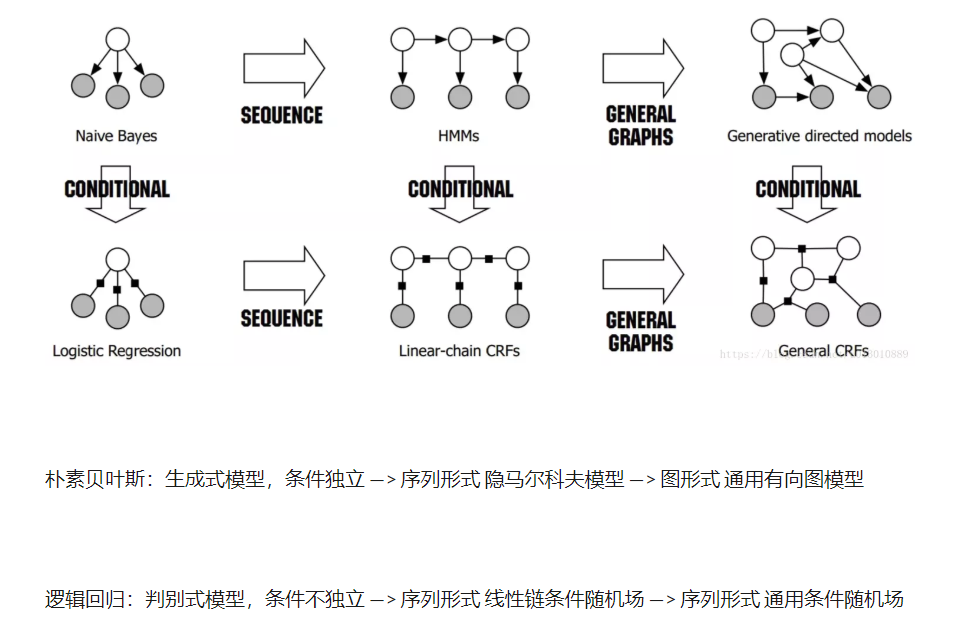 SEQUENCE
GENERAL
GRAPHS
Naive Bayes
HMMs
Generative directed models
CONDITIONAL
CONDITIONAL
CONDITIONAL
SEQUENCE
GENERAL
GRAPHS
Logistic Regression
Linear-chain CRFs
General CRFs
朴素贝叶斯：生成式模型，条件独立 —> 序列形式 隐马尔科夫模型 —> 图形式 通用有向图模型
逻辑回归：判别式模型，条件不独立 —> 序列形式 线性链条件随机场 —> 序列形式 通用条件随机场